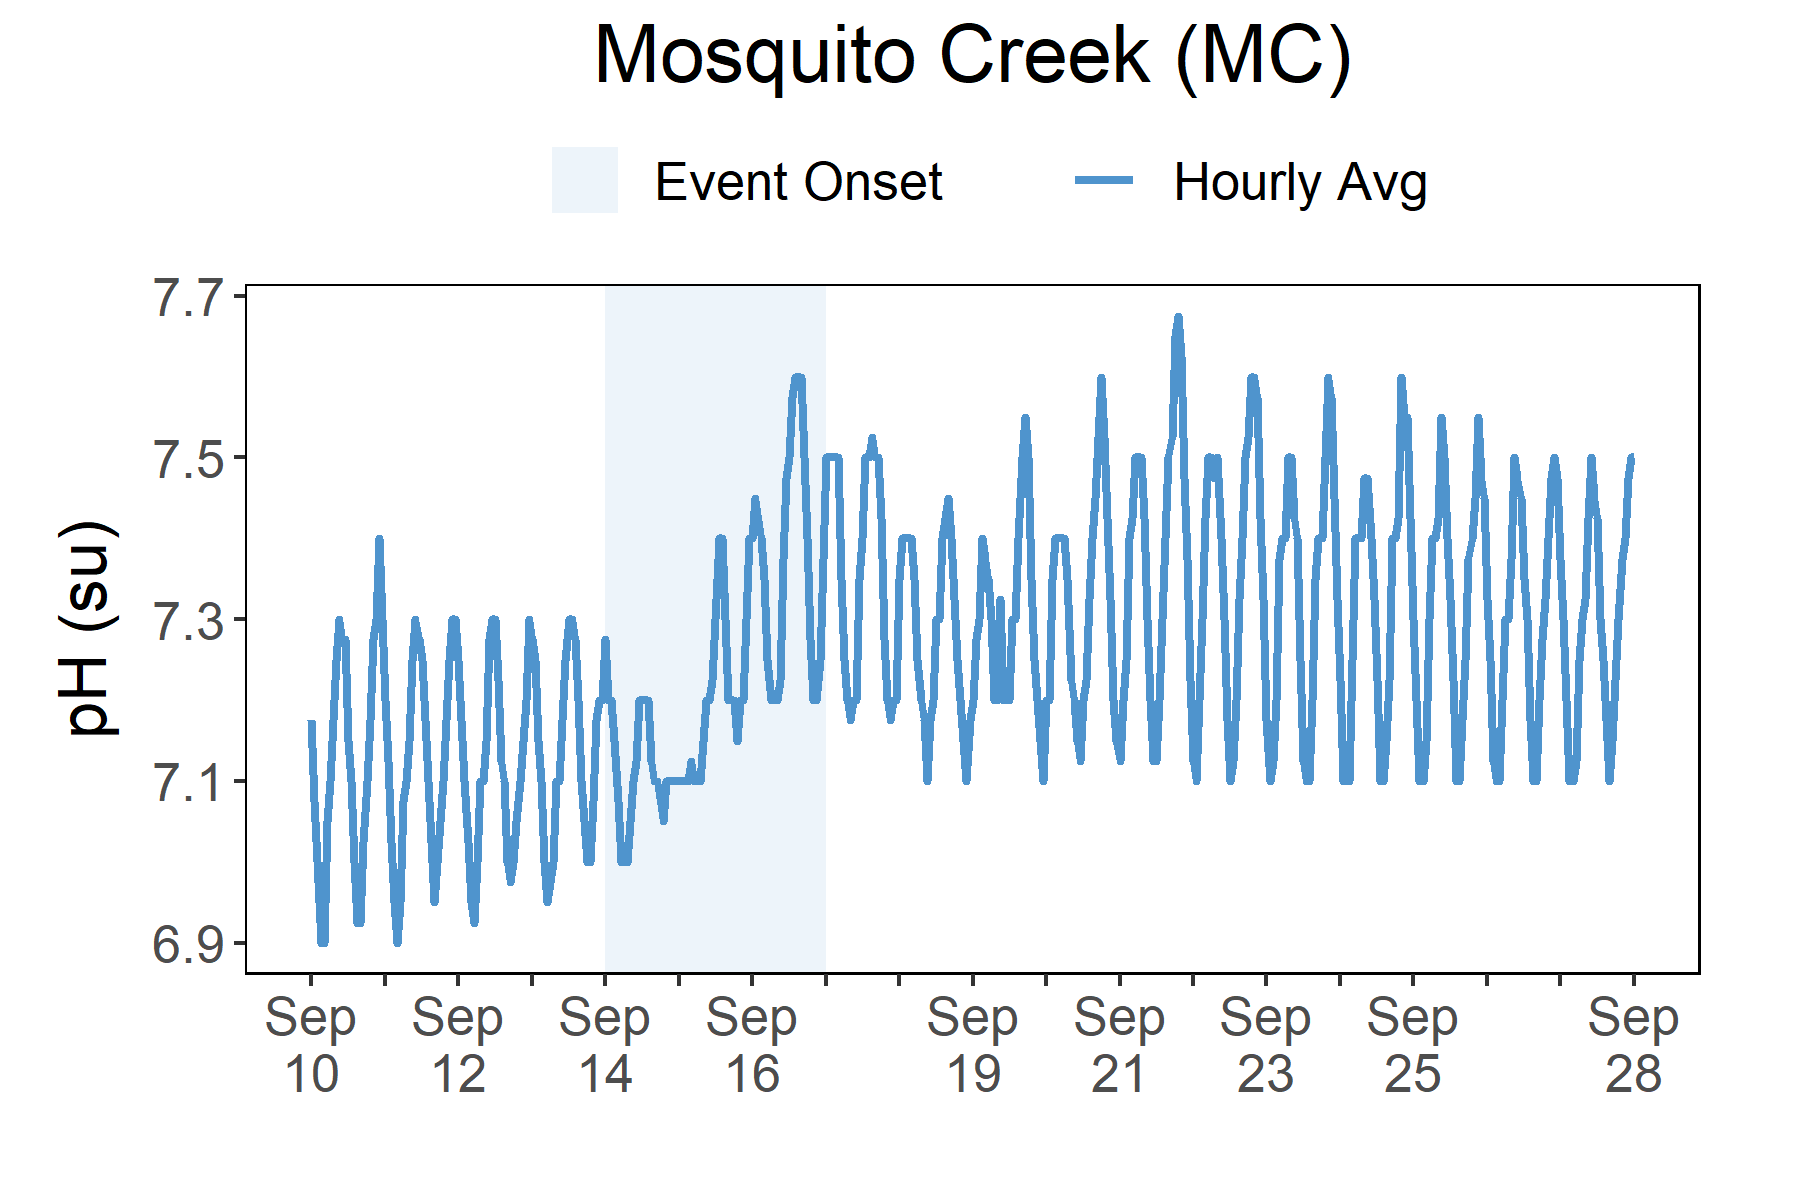 Mosquito Creek (MC)
Event Onset
Hourly Avg
pH (su)
7.7
7.5
7.3
7.1
6.9
Sep
10
Sep
12
Sep
14
Sep
16
Sep
19
Sep
21
Sep
23
Sep
25
Sep
28